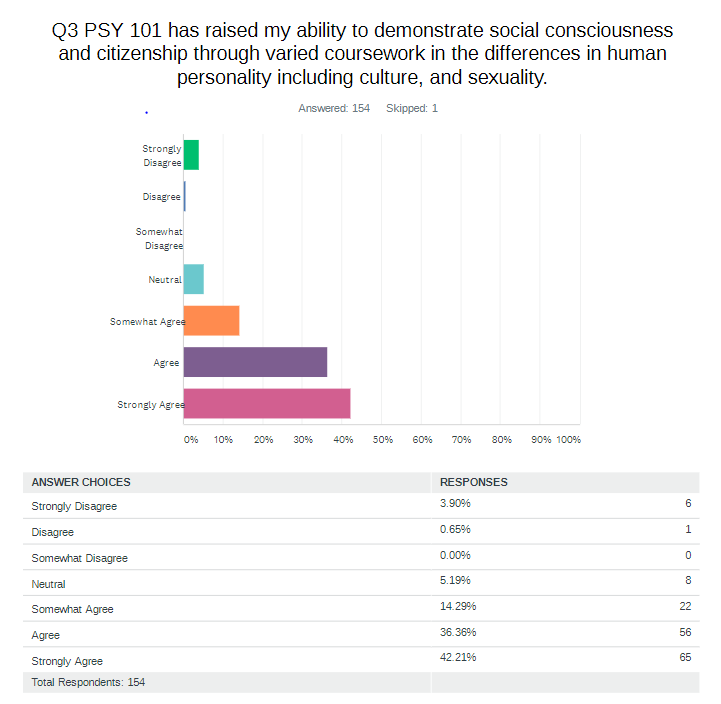 Q3 PSY 101 has raised my ability to demonstrate social consciousness
and citizenship through varied coursework in the differences in human
personality including culture, and sexuality.
Answered: 154 Skipped: 1
Strongly
Disagree
Disagree
Somewhat
Disagree
Neutral
Somewhat Agree
Agree
Strongly Agree
0% 10% 20% 30% 40% 50% 60% 70% 80% 90% 100%
ANSWER CHOICES RESPONSES
Strongly Disagree 3.90% 6
Disagree 0.65% 1
Somewhat Disagree 0.00% 0
Neutral 5.19% 8
Somewhat Agree 14.29% 22
Agree 36.36% 56
Strongly Agree 42.21% 65
Total Respondents: 154